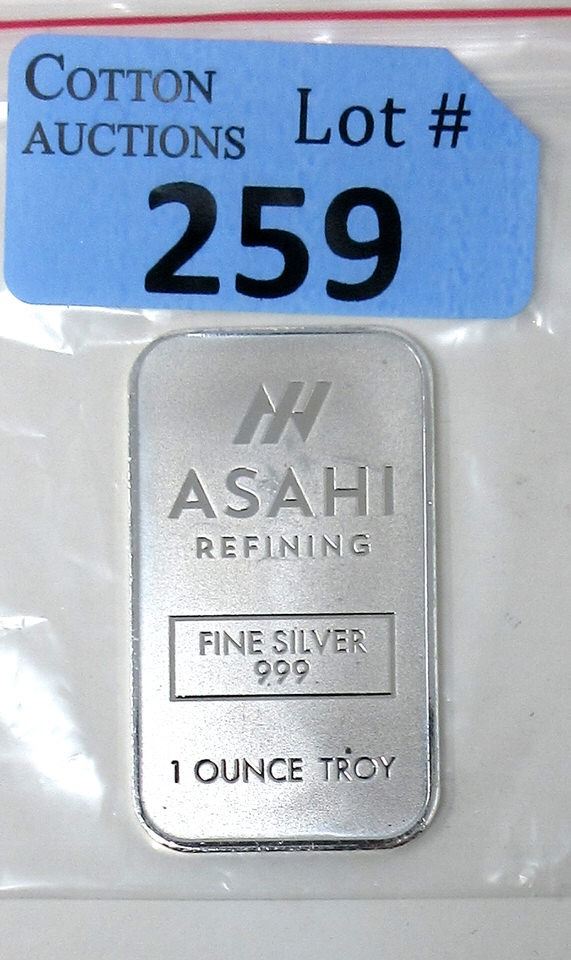 COTTON
AUCTIONS
Lot #
259
ASAHI
REFINING
FINE SILVER
999
1 OUNCE TROY